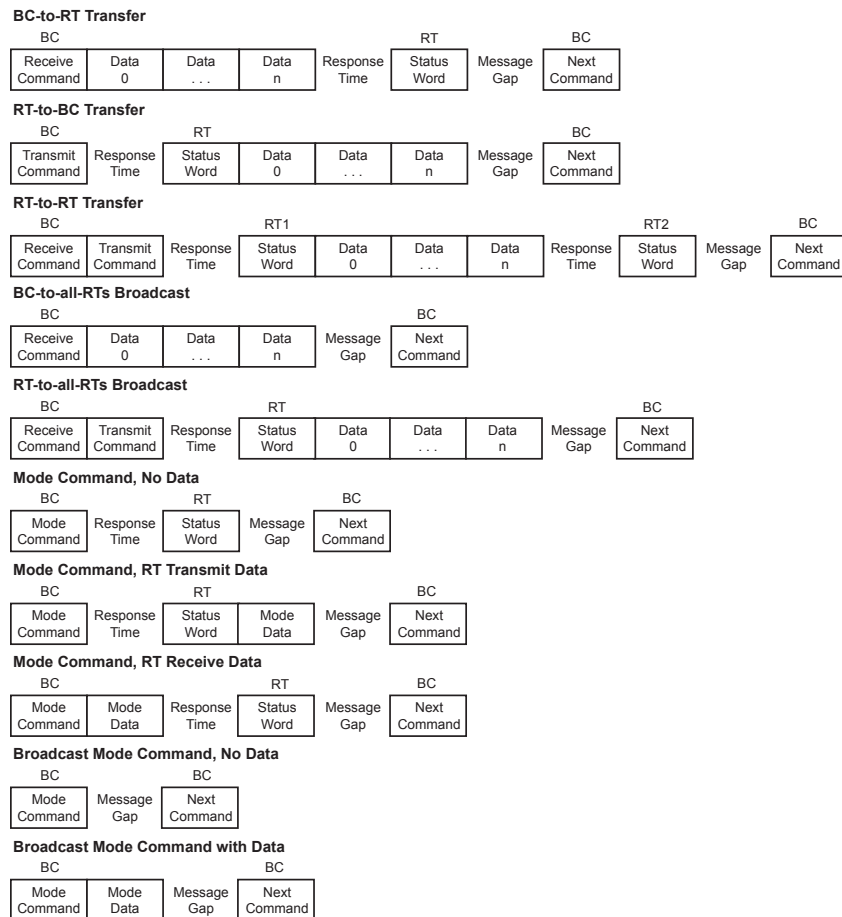 BC-to-RT Transfer
BC RT BC
Receive Data Data Data Response Status Message Next
Command 0 . . . n Time Word Gap Command
RT-to-BC Transfer
BC RT BC
Transmit Response Status Data Data Data Message Next
Command Time Word 0 . . . n Gap Command
RT-to-RT Transfer
BC RT1 RT2 BC
Receive Transmit Response Status Data Data Data Response Status Message Next
Command Command Time Word 0 . . . n Time Word Gap Command
BC-to-all-RTs Broadcast
BC BC
Receive Data Data Data Message Next
Command 0 . . . n Gap Command
RT-to-all-RTs Broadcast
BC RT BC
Receive Transmit Response Status Data Data Data Message Next
Command Command Time Word 0 . . . n Gap Command
Mode Command, No Data
BC RT BC
Mode Response Status Message Next
Command Time Word Gap Command
Mode Command, RT Transmit Data
BC RT BC
Mode Response Status Mode Message Next
Command Time Word Data Gap Command
Mode Command, RT Receive Data
BC RT BC
Mode Mode Response Status Message Next
Command Data Time Word Gap Command
Broadcast Mode Command, No Data
BC BC
Mode Message Next
Command Gap Command
Broadcast Mode Command with Data
BC BC
Mode Mode Message Next
Command Data Gap Command